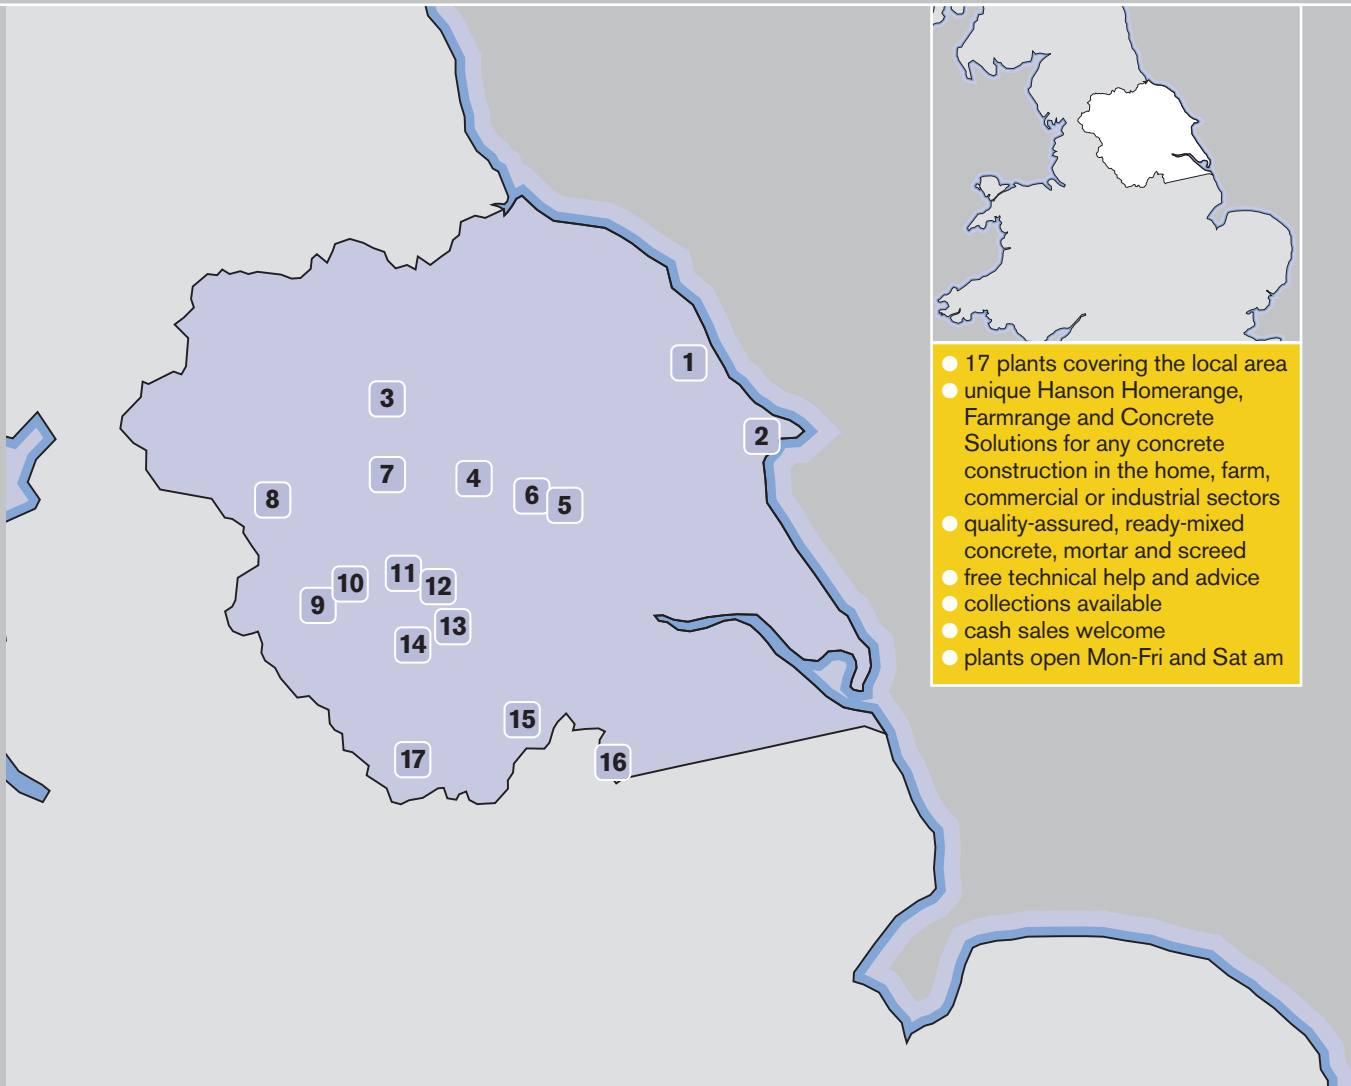 1
2
3
4
5
6
7
8
9
10
11
12
13
14
15
16
17
17 plants covering the local area
unique Hanson Homerange,
Farmrange and Concrete
Solutions for any concrete
construction in the home, farm,
commercial or industrial sectors
quality-assured, ready-mixed
concrete, mortar and screed
free technical help and advice
collections available
cash sales welcome
plants open Mon-Fri and Sat am